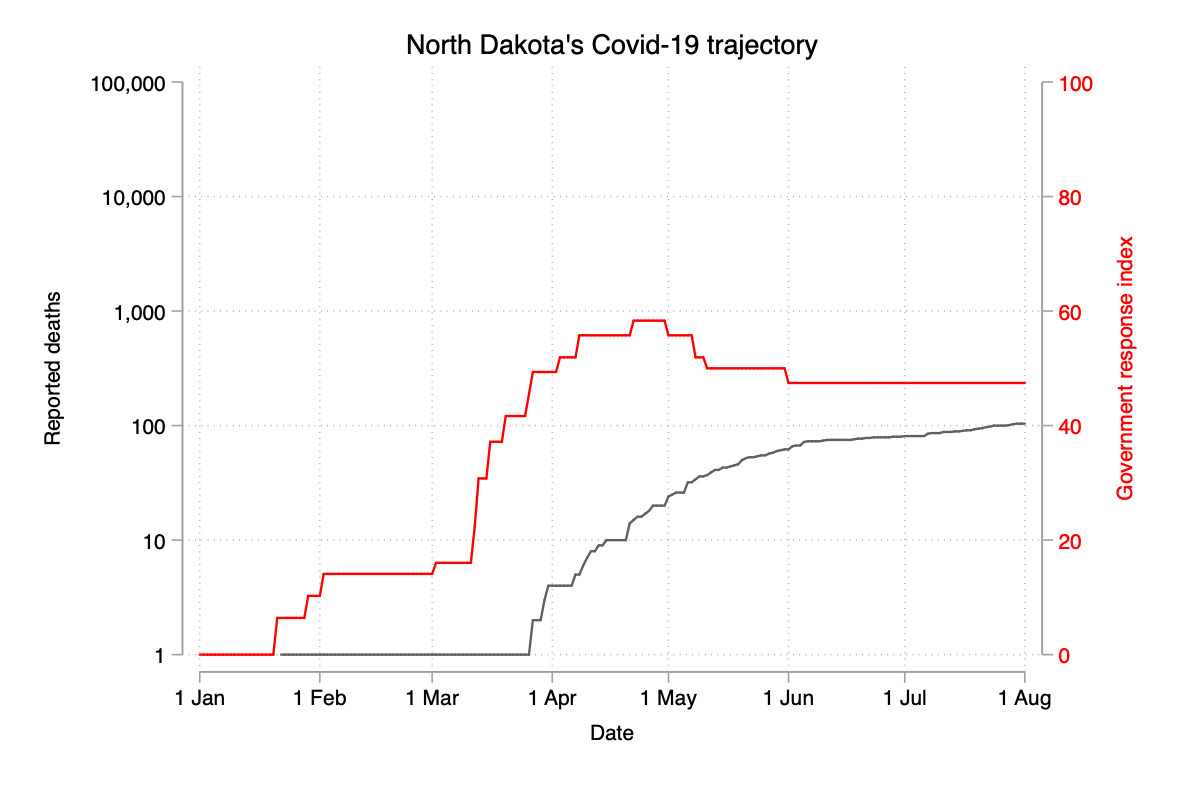 North Dakota's Covid-19 trajectory
100,000
10,000
1,000
100
10
1
Reported deaths
100
80
60
40
20
0
Government response index
1 Jan
1 Feb
1 Mar
1 Apr
1 May
1 Jun
1 Jul
1 Aug
Date